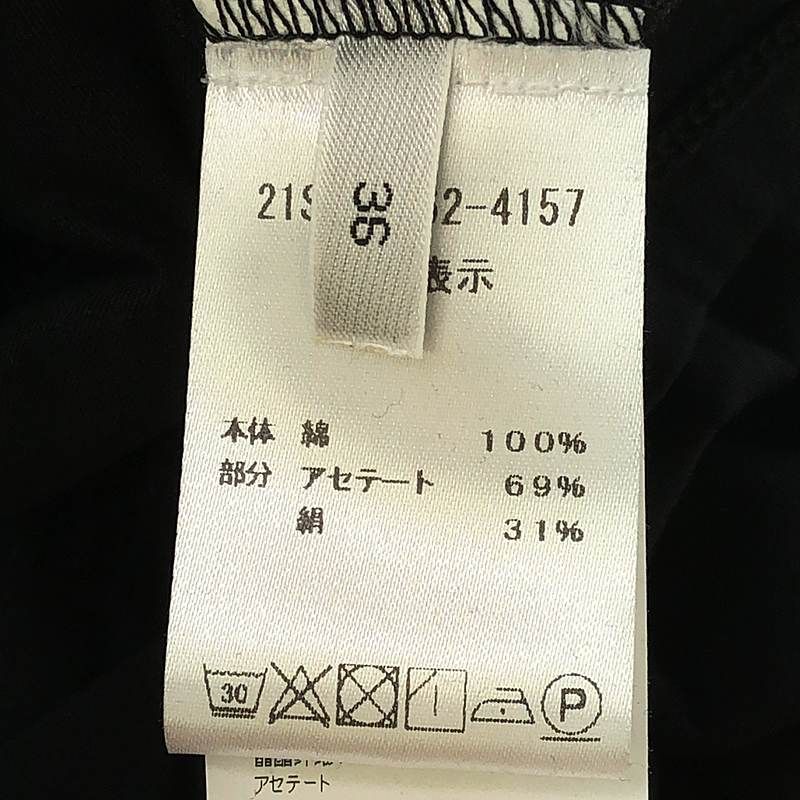 36
21S 52-4157
表示
本体 綿 100%
部分 アセテート 69%
絹 31%
30
P
アセテート